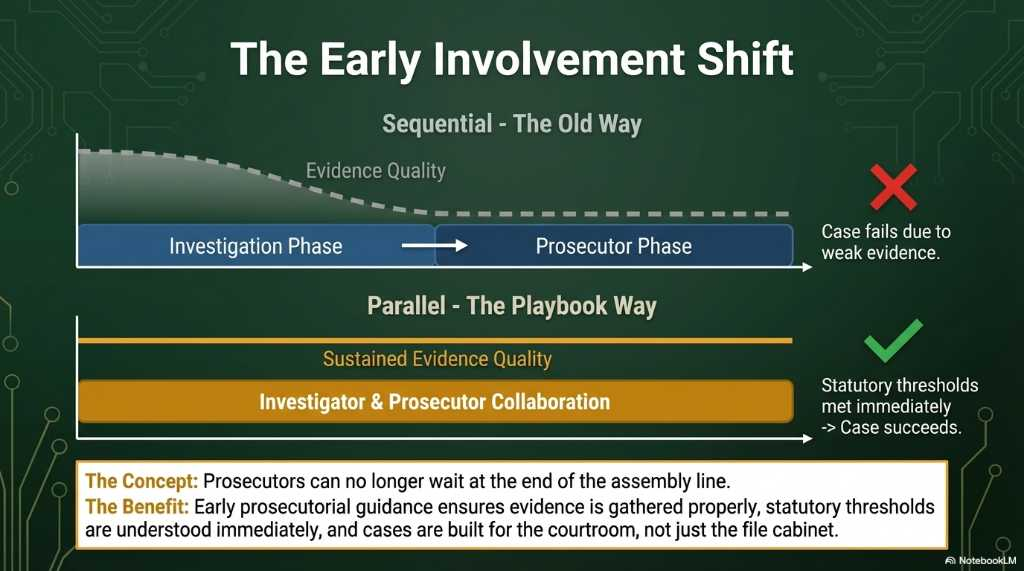 The Early Involvement Shift
Sequential - The Old Way
Evidence Quality
Investigation Phase
Prosecutor Phase
Case fails due to
weak evidence.
Parallel - The Playbook Way
Sustained Evidence Quality
Investigator & Prosecutor Collaboration
Statutory thresholds
met immediately
-> Case succeeds.
The Concept: Prosecutors can no longer wait at the end of the assembly line.
The Benefit: Early prosecutorial guidance ensures evidence is gathered properly, statutory thresholds
are understood immediately, and cases are built for the courtroom, not just the file cabinet.
NotebookLM